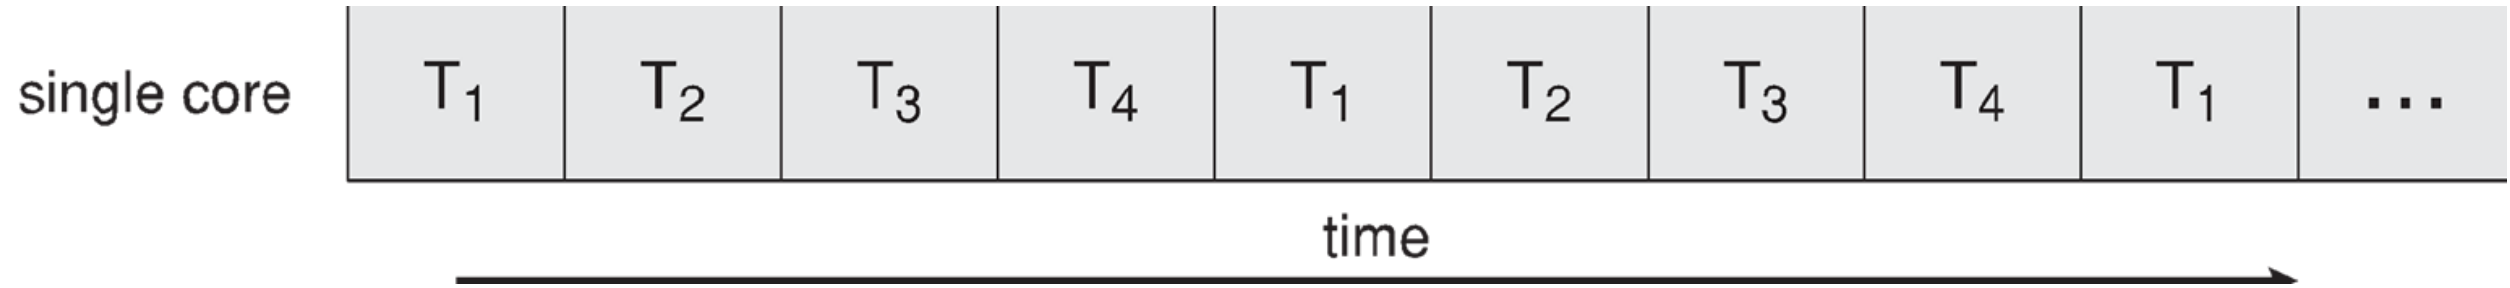 single core T₁ T₂ T₃ T₄ T₁ T₂ T₃ T₄ T₁ ...
time